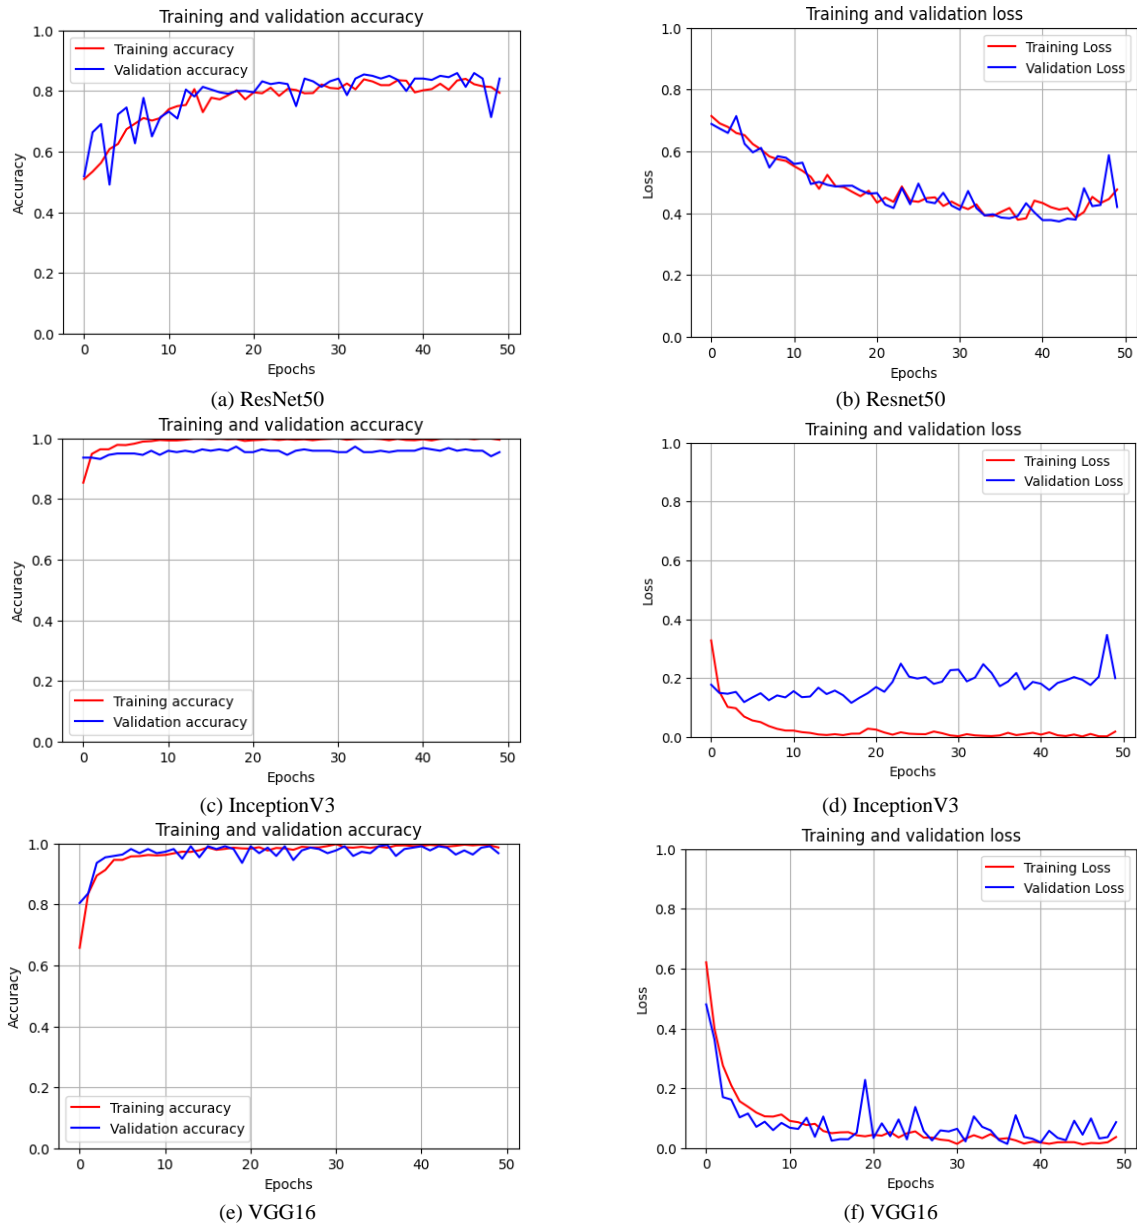 Training and validation accuracy
1.0
0.8
0.6
0.4
0.2
0.0
Accuracy
Training accuracy
Validation accuracy
0 10 20 30 40 50
Epochs
(a) ResNet50
Training and validation loss
1.0
0.8
0.6
0.4
0.2
0.0
Loss
Training Loss
Validation Loss
0 10 20 30 40 50
Epochs
(b) Resnet50
Training and validation accuracy
1.0
0.8
0.6
0.4
0.2
0.0
Accuracy
Training accuracy
Validation accuracy
0 10 20 30 40 50
Epochs
(c) InceptionV3
Training and validation loss
1.0
0.8
0.6
0.4
0.2
0.0
Loss
Training Loss
Validation Loss
0 10 20 30 40 50
Epochs
(d) InceptionV3
Training and validation accuracy
1.0
0.8
0.6
0.4
0.2
0.0
Accuracy
Training accuracy
Validation accuracy
0 10 20 30 40 50
Epochs
(e) VGG16
Training and validation loss
1.0
0.8
0.6
0.4
0.2
0.0
Loss
Training Loss
Validation Loss
0 10 20 30 40 50
Epochs
(f) VGG16